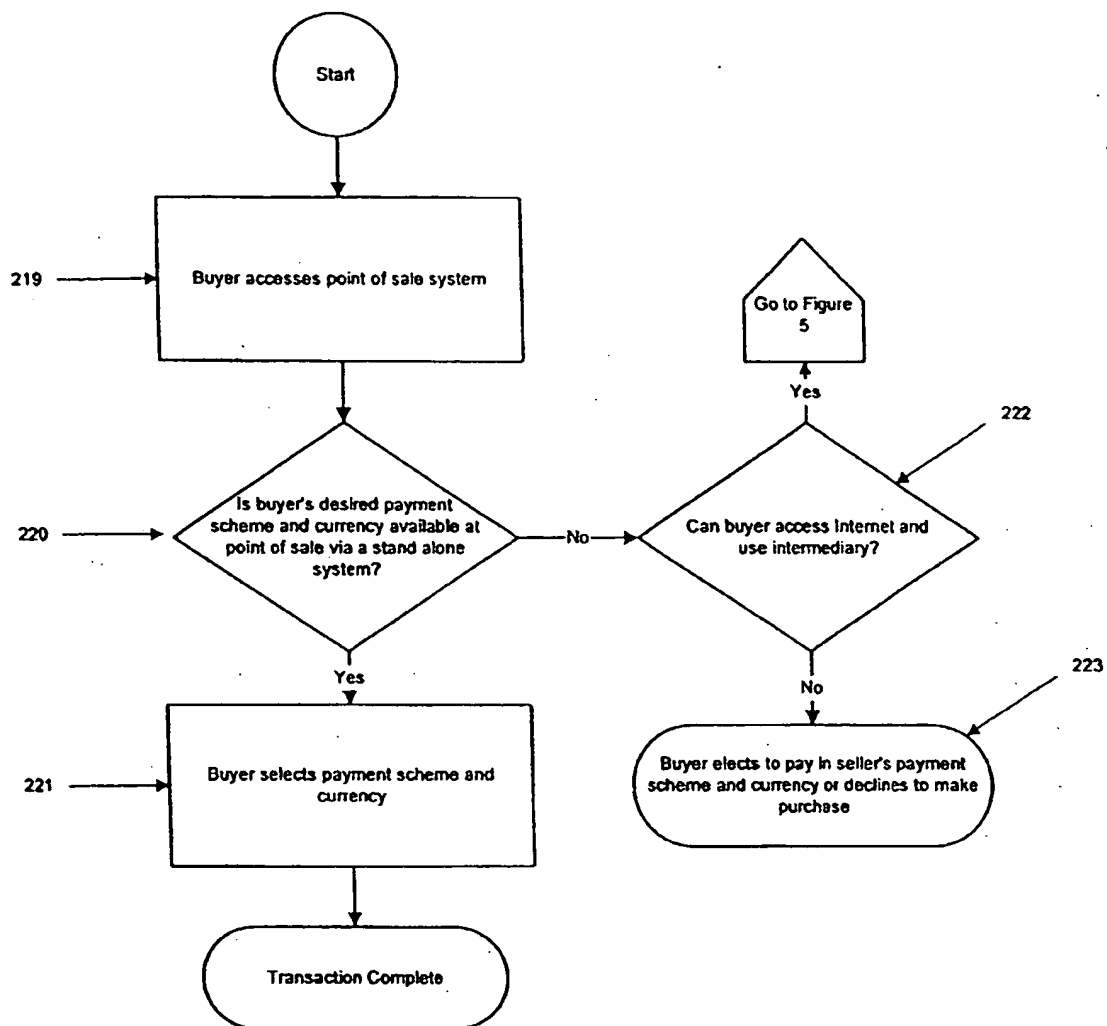 Start
219
Buyer accesses point of sale system
Go to Figure
5
Yes
222
Is buyer's desired payment
scheme and currency available at
point of sale via a stand alone
system?
220
No
Can buyer access Internet and
use intermediary?
Yes
No
223
221
Buyer selects payment scheme and
currency
Buyer elects to pay in seller's payment
scheme and currency or declines to make
purchase
Transaction Complete